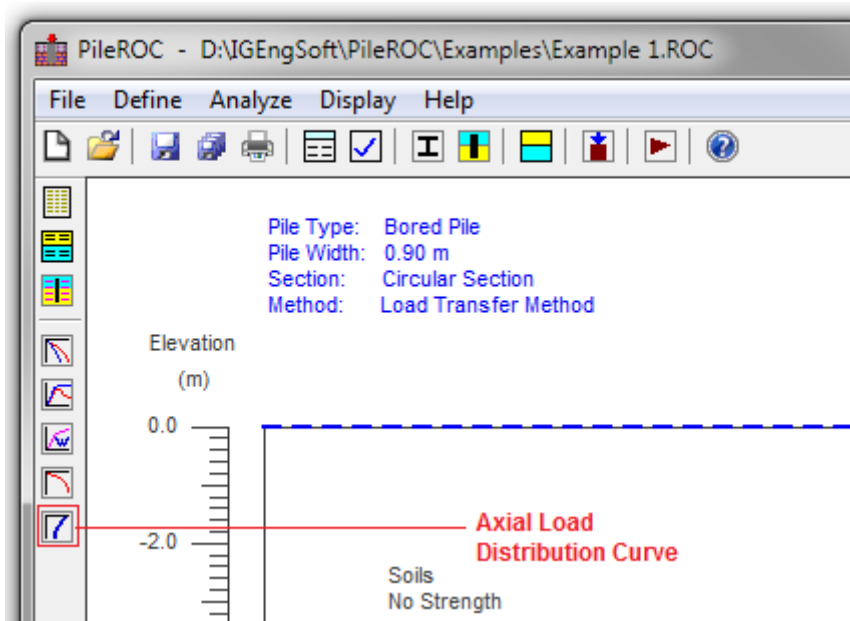 PileROC - D:\IGEngSoft\PileROC\Examples\Example 1.ROC
File Define Analyze Display Help
Pile Type: Bored Pile
Pile Width: 0.90 m
Section: Circular Section
Method: Load Transfer Method
Elevation
(m)
0.0
-2.0
Axial Load
Distribution Curve
Soils
No Strength